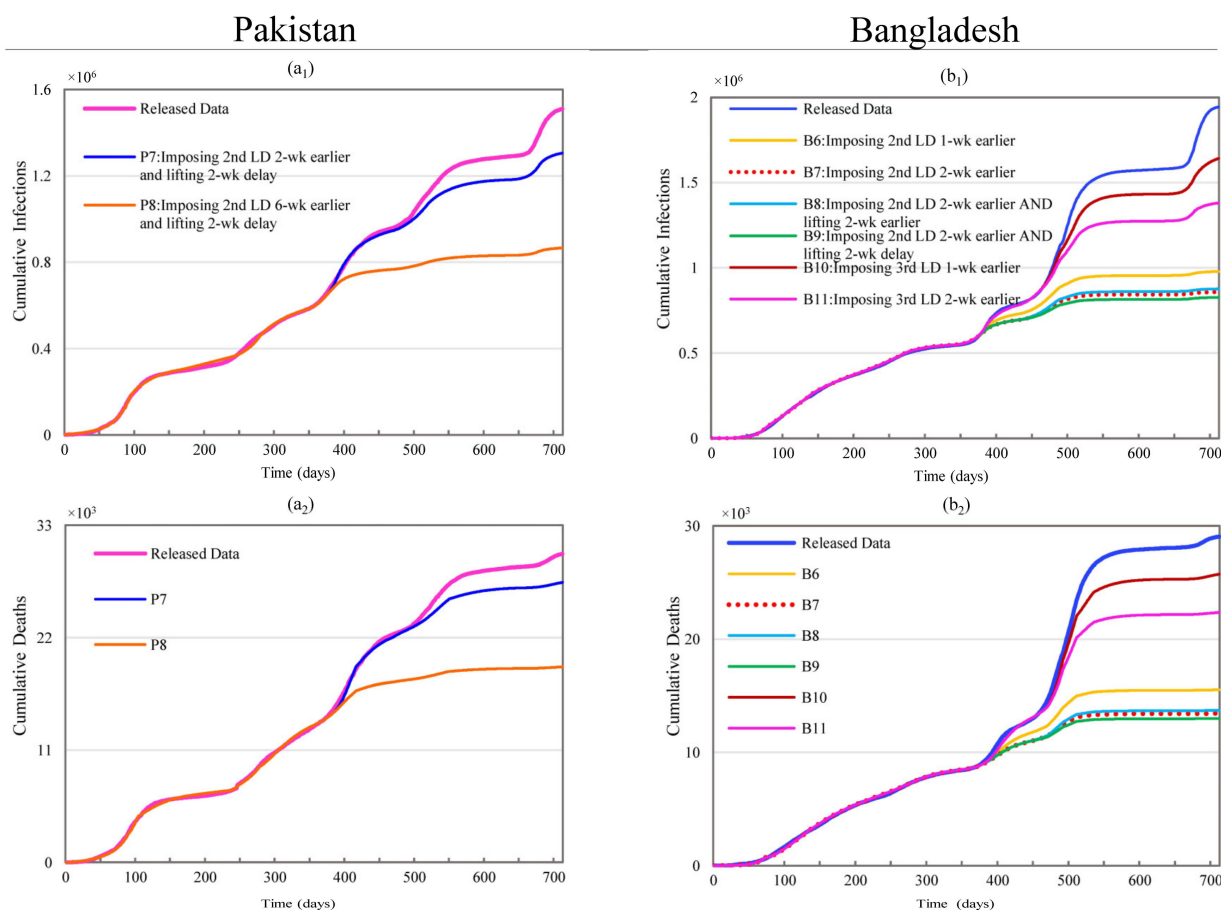 Pakistan
Bangladesh
(a1)
×10⁶
1.6
1.2
0.8
0.4
0
Cumulative Infections
Released Data
P7:Imposing 2nd LD 2-wk earlier
and lifting 2-wk delay
P8:Imposing 2nd LD 6-wk earlier
and lifting 2-wk delay
0 100 200 300 400 500 600 700
Time (days)
(b1)
×10⁶
2
1.5
1
0.5
0
Cumulative Infections
Released Data
B6:Imposing 2nd LD 1-wk earlier
B7:Imposing 2nd LD 2-wk earlier
B8:Imposing 2nd LD 2-wk earlier AND
lifting 2-wk earlier
B9:Imposing 2nd LD 2-wk earlier AND
lifting 2-wk delay
B10:Imposing 3rd LD 1-wk earlier
B11:Imposing 3rd LD 2-wk earlier
0 100 200 300 400 500 600 700
Time (days)
(a2)
×10³
33
22
11
0
Cumulative Deaths
Released Data
P7
P8
0 100 200 300 400 500 600 700
Time (days)
(b2)
×10³
30
20
10
0
Cumulative Deaths
Released Data
B6
B7
B8
B9
B10
B11
0 100 200 300 400 500 600 700
Time (days)